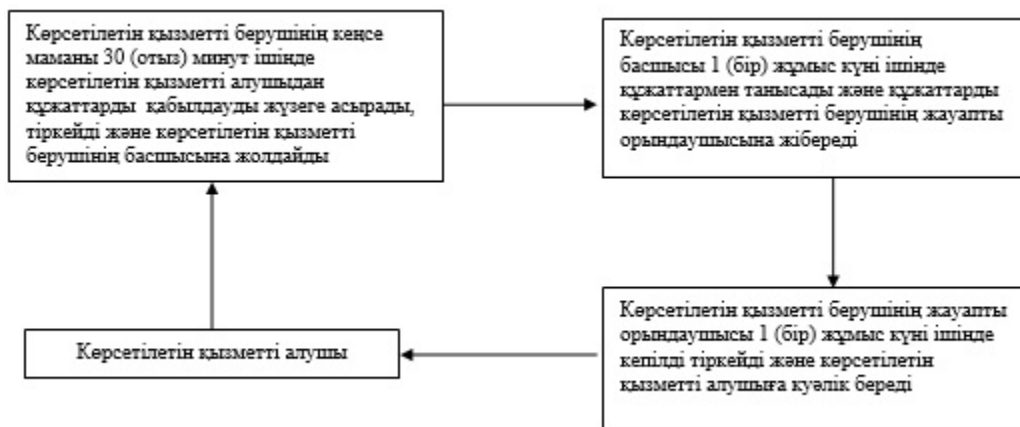 Көрсетілетін қызметті берушінің кеңсе
маманы 30 (отыз) минут ішінде
көрсетілетін қызметті алушыдан
құжаттарды қабылдауды жүзеге асырады,
тіркейді және көрсетілетін қызметті
берушінің басшысына жолдайды
Көрсетілетін қызметті берушінің
басшысы 1 (бір) жұмыс күні ішінде
құжаттармен танысады және құжаттарды
көрсетілетін қызметті берушінің жауапты
орындаушысына жібереді
Көрсетілетін қызметті берушінің жауапты
орындаушысы 1 (бір) жұмыс күні ішінде
кепілді тіркейді және көрсетілетін
қызметті алушыға куәлік береді
Көрсетілетін қызметті алушы